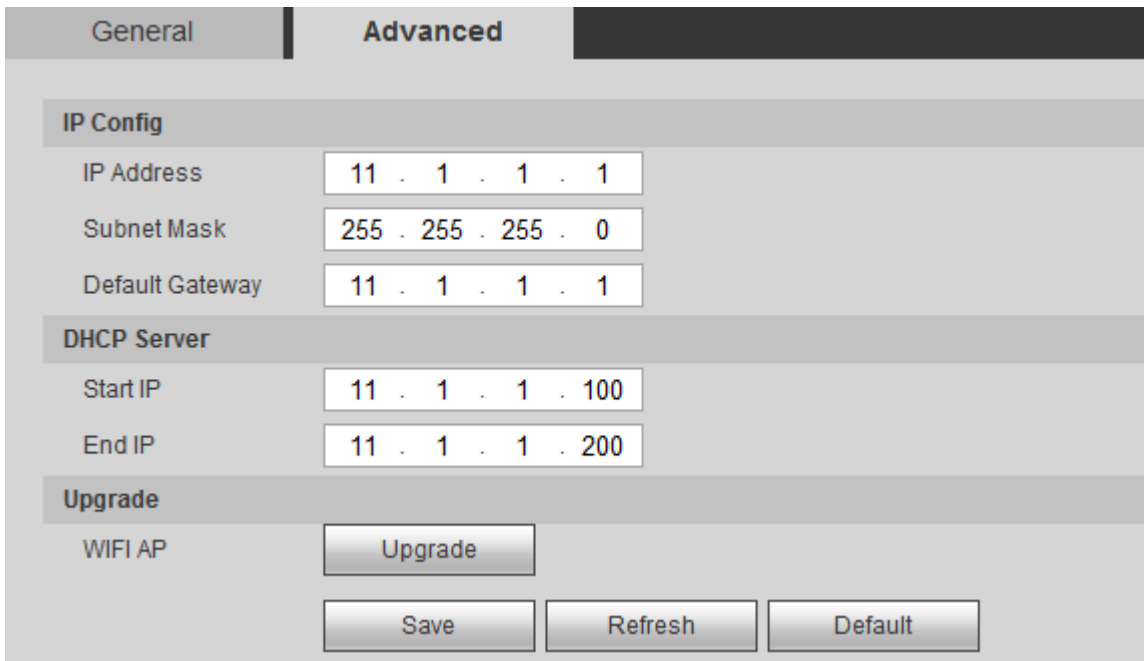 General Advanced
IP Config
IP Address 11 . 1 . 1 . 1
Subnet Mask 255 . 255 . 255 . 0
Default Gateway 11 . 1 . 1 . 1
DHCP Server
Start IP 11 . 1 . 1 . 100
End IP 11 . 1 . 1 . 200
Upgrade
WIFI AP Upgrade
Save Refresh Default